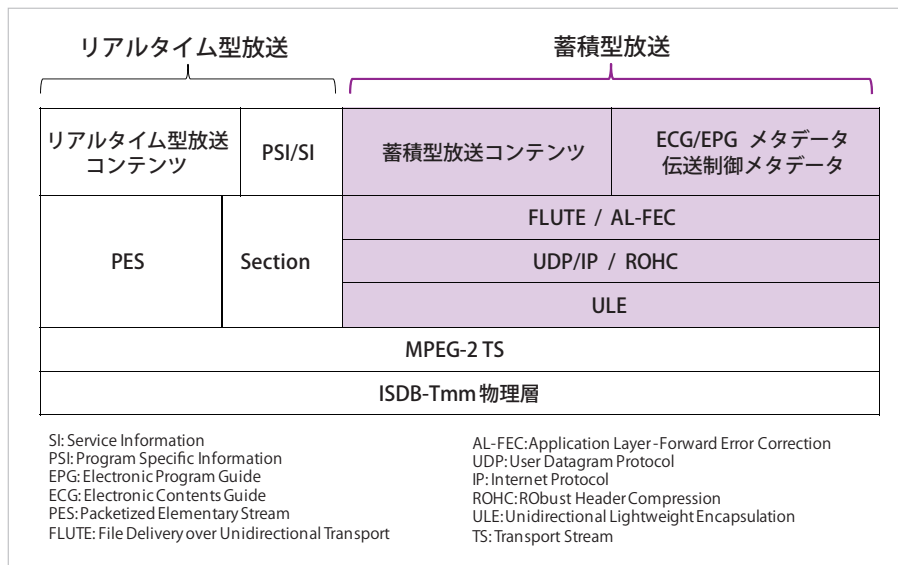 リアルタイム型放送
蓄積型放送
リアルタイム型放送
コンテンツ
PSI/SI
蓄積型放送コンテンツ
ECG/EPG メタデータ
伝送制御メタデータ
PES
Section
FLUTE / AL-FEC
UDP/IP / ROHC
ULE
MPEG-2 TS
ISDB-Tmm 物理層
SI: Service Information
PSI: Program Specific Information
EPG: Electronic Program Guide
ECG: Electronic Contents Guide
PES: Packetized Elementary Stream
FLUTE: File Delivery over Unidirectional Transport
AL-FEC: Application Layer-Forward Error Correction
UDP: User Datagram Protocol
IP: Internet Protocol
ROHC: RObust Header Compression
ULE: Unidirectional Lightweight Encapsulation
TS: Transport Stream